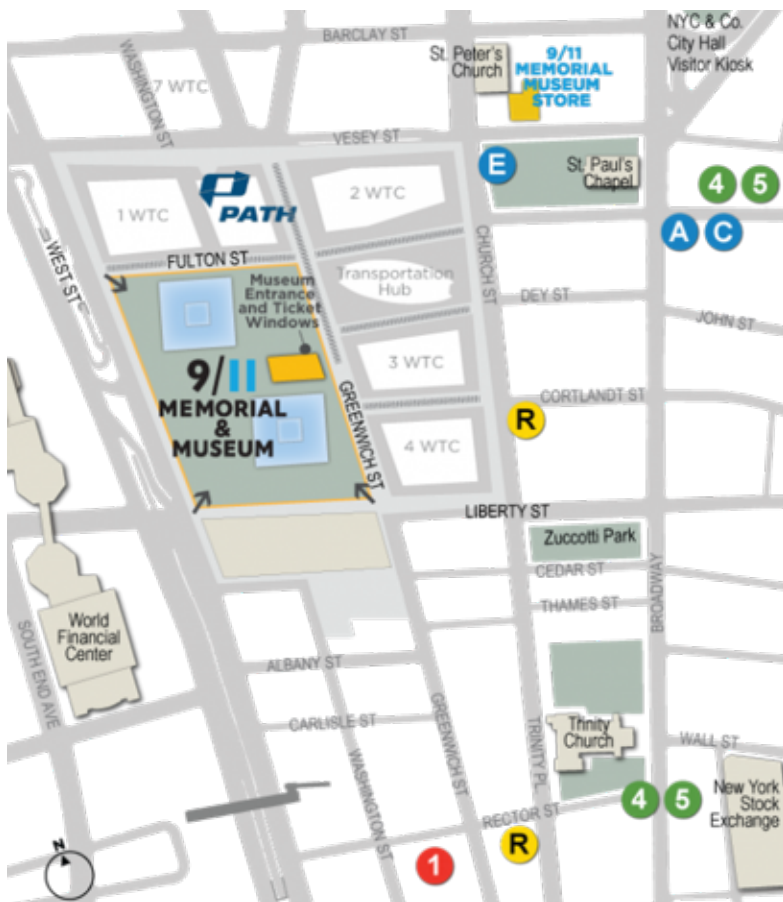 BARCLAY ST
NYC & Co.
City Hall
Visitor Kiosk
WASHINGTON ST
7 WTC
St. Peter's
Church
9/11
MEMORIAL
MUSEUM
STORE
VESEY ST
E
St. Paul's
Chapel
4
5
A
C
1 WTC
PATH
2 WTC
WEST ST
FULTON ST
CHURCH ST
Museum
Entrance
and Ticket
Windows
Transportation
Hub
DEY ST
JOHN ST
3 WTC
9/11
MEMORIAL
&
MUSEUM
GREENWICH ST
CORTLANDT ST
R
4 WTC
LIBERTY ST
Zuccotti Park
CEDAR ST
THAMES ST
BROADWAY
World
Financial
Center
SOUTH END AVE
ALBANY ST
CARLISLE ST
GREENWICH ST
WASHINGTON ST
TRINITY PL
Trinity
Church
WALL ST
4
5
New York
Stock
Exchange
RECTOR ST
R
1
N